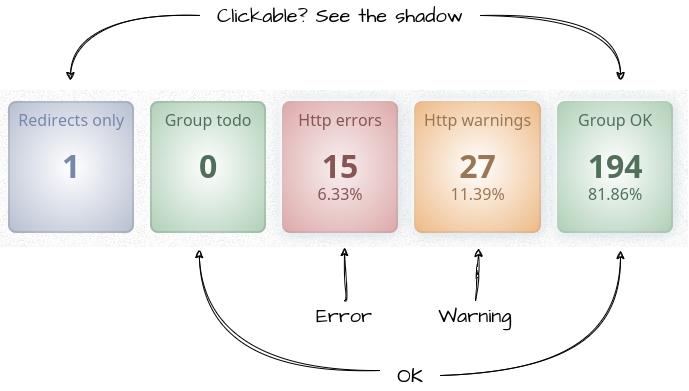 Clickable? See the shadow
Redirects only
1
Group todo
0
Http errors
15
6.33%
Http warnings
27
11.39%
Group OK
194
81.86%
Error
Warning
OK